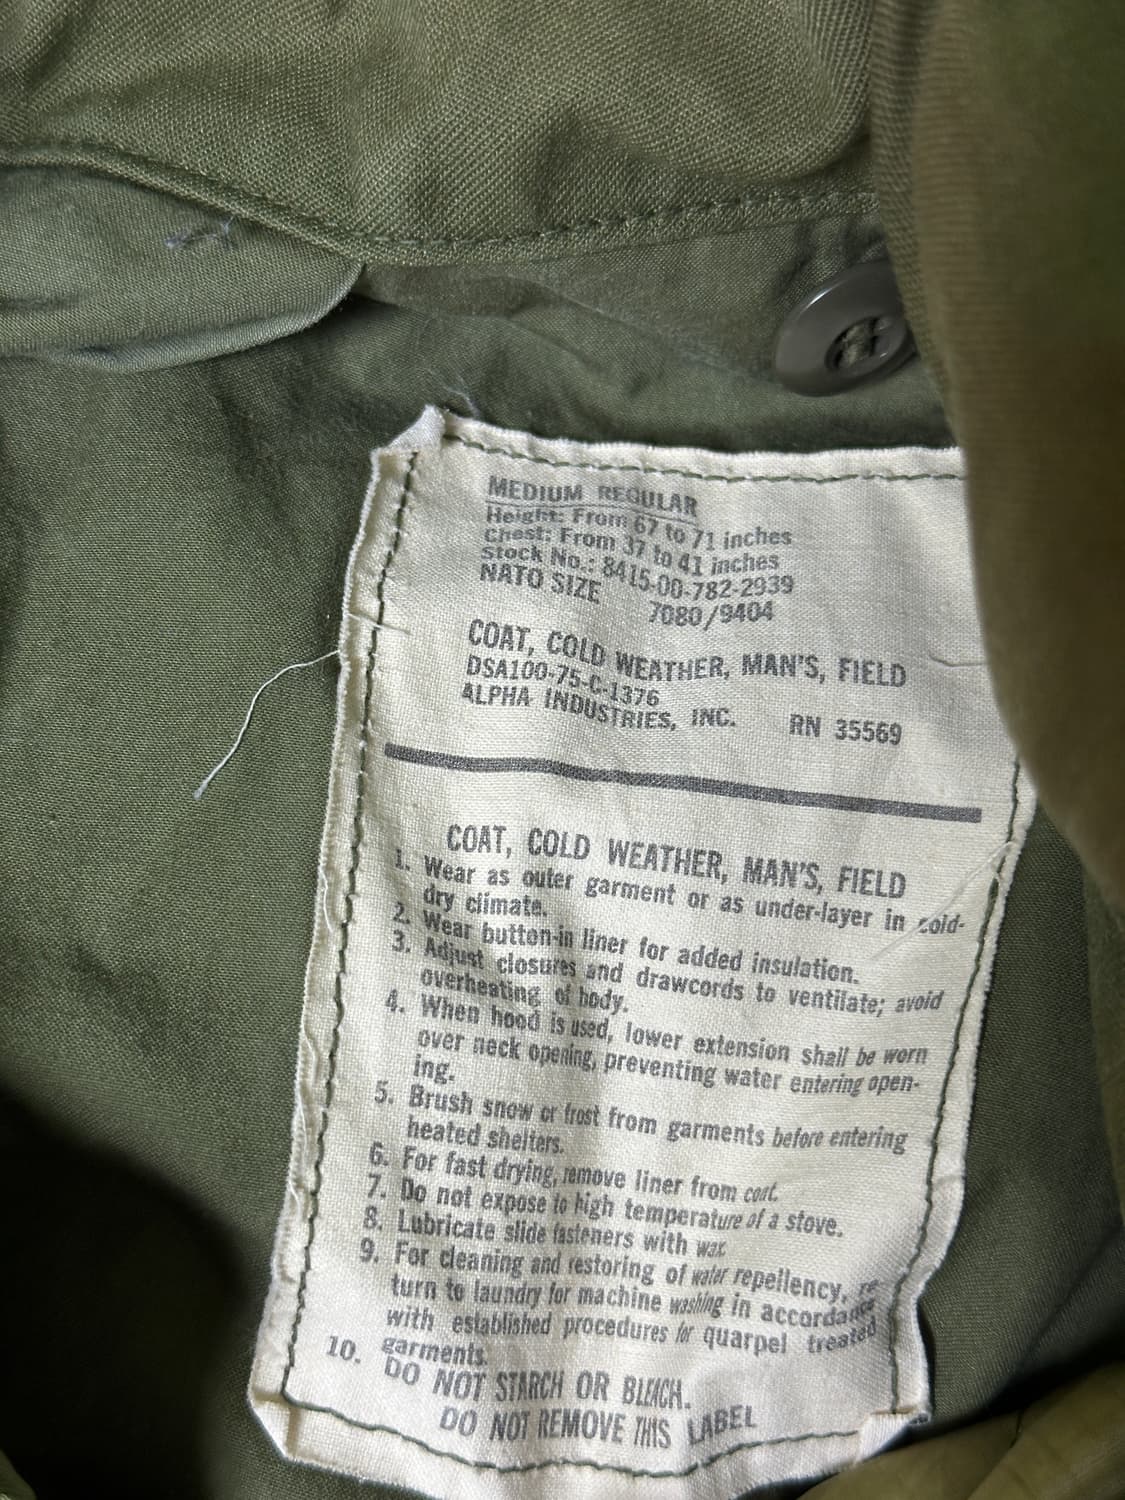 MEDIUM REGULAR
Height: From 67 to 71 inches
Chest: From 37 to 41 inches
Stock No.: 8415-00-782-2939
NATO SIZE 7080/9404
COAT, COLD WEATHER, MAN'S, FIELD
DSA100-75-C-1376
ALPHA INDUSTRIES, INC. RN 35569
COAT, COLD WEATHER, MAN'S, FIELD
1. Wear as outer garment or as under-layer in cold-
dry climate.
2. Wear button-in liner for added insulation.
3. Adjust closures and drawcords to ventilate; avoid
overheating of body.
4. When hood is used, lower extension shall be worn
over neck opening, preventing water entering open-
ing.
5. Brush snow or frost from garments before entering
heated shelters.
6. For fast drying, remove liner from coat.
7. Do not expose to high temperature of a stove.
8. Lubricate slide fasteners with wax.
9. For cleaning and restoring of water repellency, re-
turn to laundry for machine washing in accordance
with established procedures for quarpel treated
garments.
10. DO NOT STARCH OR BLEACH.
DO NOT REMOVE THIS LABEL